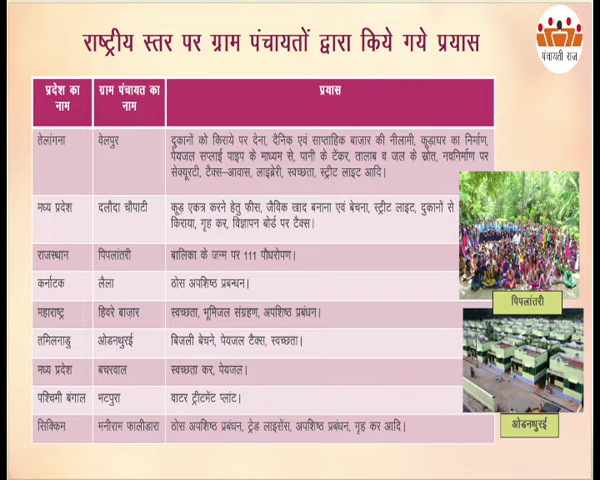 राष्ट्रीय स्तर पर ग्राम पंचायतों द्वारा किये गये प्रयास
पंचायती राज
प्रदेश का नाम
ग्राम पंचायत का नाम
प्रयास
तेलांगना
वेलपुर
दुकानों को किराये पर देना, दैनिक एवं साप्ताहिक बाज़ार की नीलामी, कूड़ाघर का निर्माण,
पेयजल सप्लाई पाइप के माध्यम से, पानी के टेंकर, तालाब व जल के स्रोत, नवनिर्माण पर
सेक्यूरटी, टैक्स–आवास, लाइब्रेरी, स्वच्छता, स्ट्रीट लाइट आदि।
मध्य प्रदेश
दलौदा चौपाटी
कूड़ एकत्र करने हेतु फीस, जैविक खाद बनाना एवं बेचना, स्ट्रीट लाइट, दुकानों से
किराया, गृह कर, विज्ञापन बोर्ड पर टैक्स।
राजस्थान
पिपलांतरी
बालिका के जन्म पर 111 पौधरोपण।
कर्नाटक
लैला
ठोस अपशिष्ठ प्रबन्धन।
महाराष्ट्र
हिवरे बाज़ार
स्वच्छता, भूमिजल संग्रहण, अपशिष्ठ प्रबंधन।
तमिलनाडु
ओडनथुरई
बिजली बेचने, पेयजल टैक्स, स्वच्छता।
मध्य प्रदेश
बचरवाल
स्वच्छता कर, पेयजल।
पश्चिमी बंगाल
भटपुरा
वाटर ट्रीटमेंट प्लांट।
सिक्किम
मनीराम फालीडारा
ठोस अपशिष्ठ प्रबंधन, ट्रेड लाइसेंस, अपशिष्ठ प्रबंधन, गृह कर आदि।
पिपलांतरी
ओडनथुरई